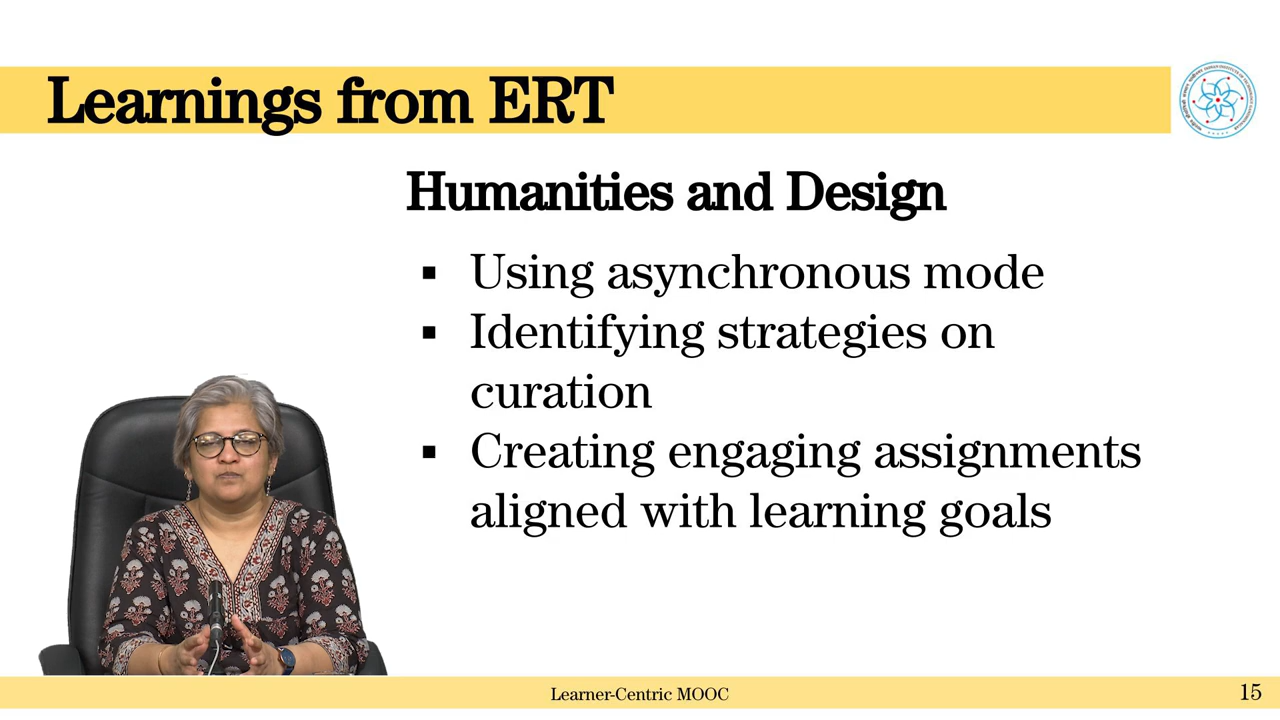 Learnings from ERT
Humanities and Design
▪ Using asynchronous mode
▪ Identifying strategies on
curation
▪ Creating engaging assignments
aligned with learning goals
Learner-Centric MOOC
15